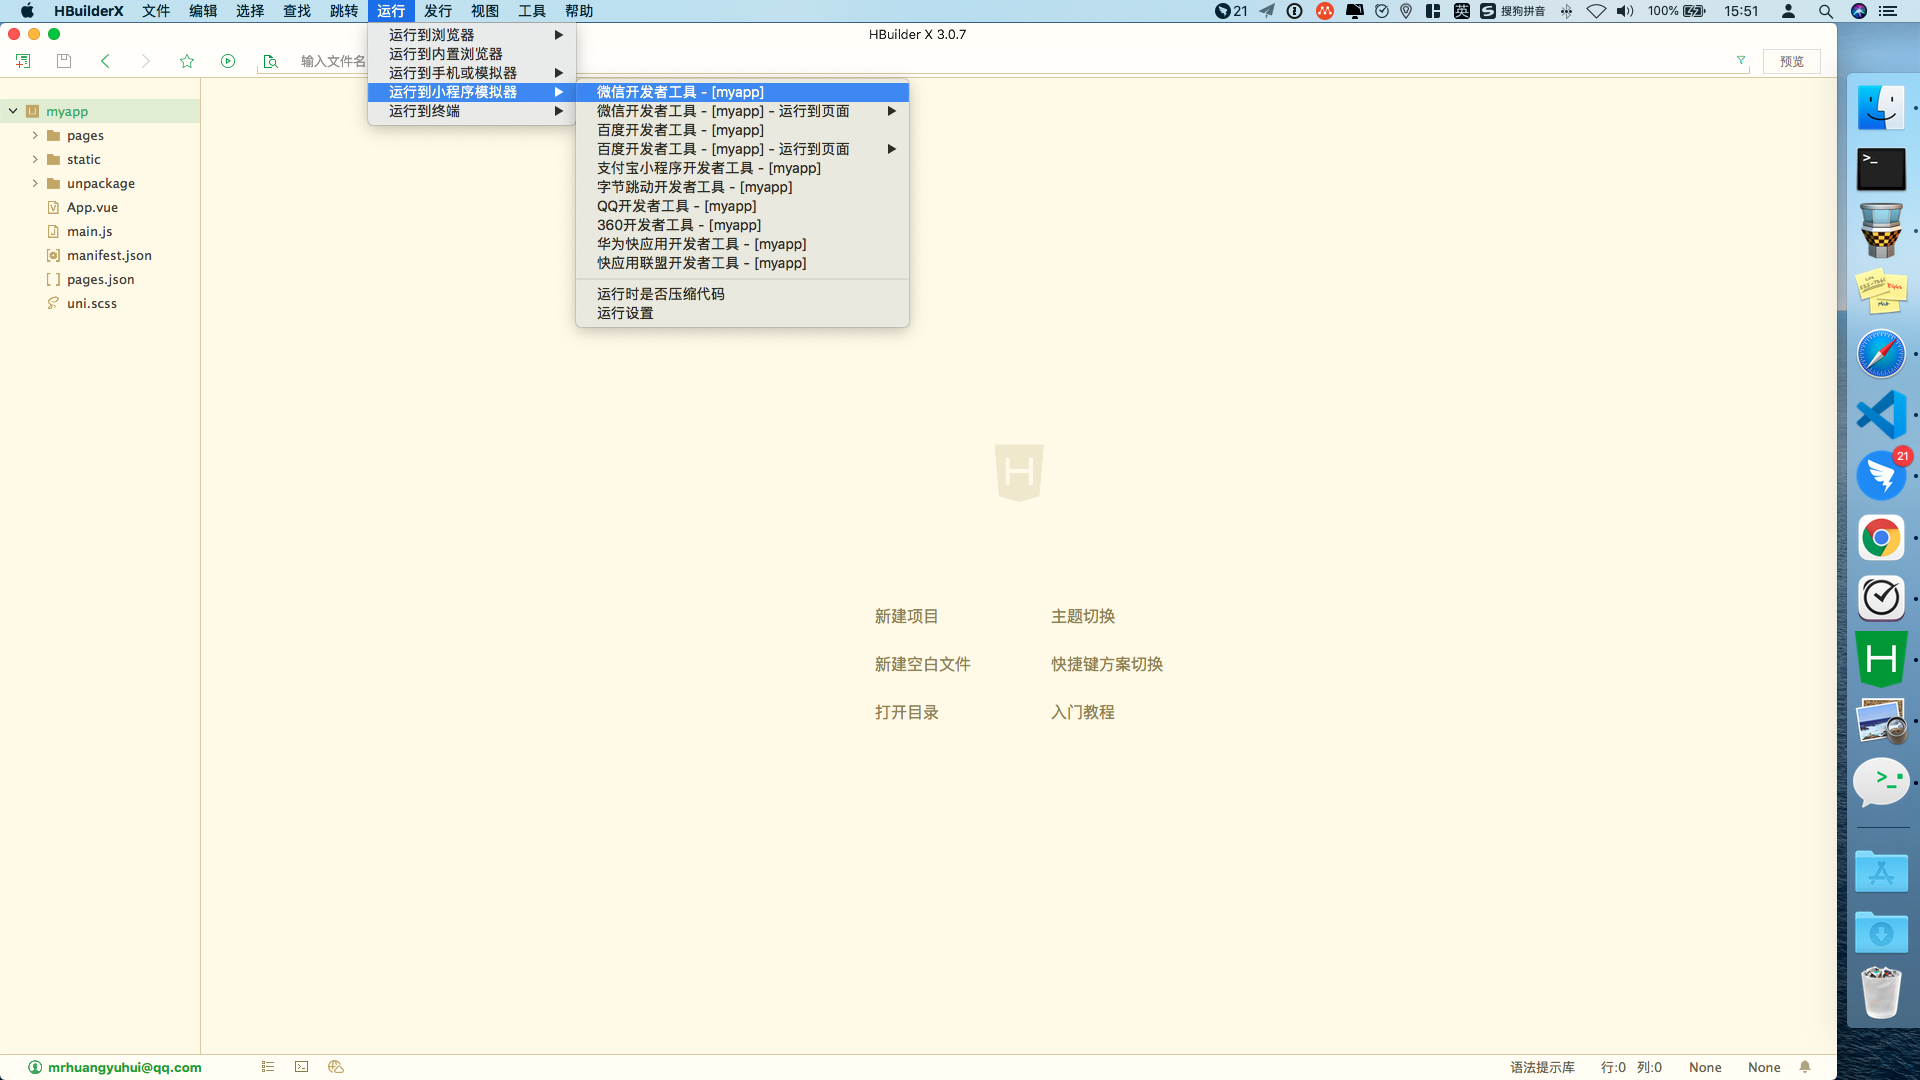 HBuilderX 文件 编辑 选择 查找 跳转 运行 发行 视图 工具 帮助 21 英 S 搜狗拼音 100% 15:51
HBuilder X 3.0.7
输入文件名
预览
运行到浏览器
运行到内置浏览器
运行到手机或模拟器
运行到小程序模拟器
运行到终端
微信开发者工具 - [myapp]
微信开发者工具 - [myapp] - 运行到页面
百度开发者工具 - [myapp]
百度开发者工具 - [myapp] - 运行到页面
支付宝小程序开发者工具 - [myapp]
字节跳动开发者工具 - [myapp]
QQ开发者工具 - [myapp]
360开发者工具 - [myapp]
华为快应用开发者工具 - [myapp]
快应用联盟开发者工具 - [myapp]
运行时是否压缩代码
运行设置
myapp
pages
static
unpackage
App.vue
main.js
manifest.json
pages.json
uni.scss
H
新建项目 主题切换
新建空白文件 快捷键方案切换
打开目录 入门教程
>_
21
H
>_
mrhuangyuhui@qq.com
语法提示库 行:0 列:0 None None